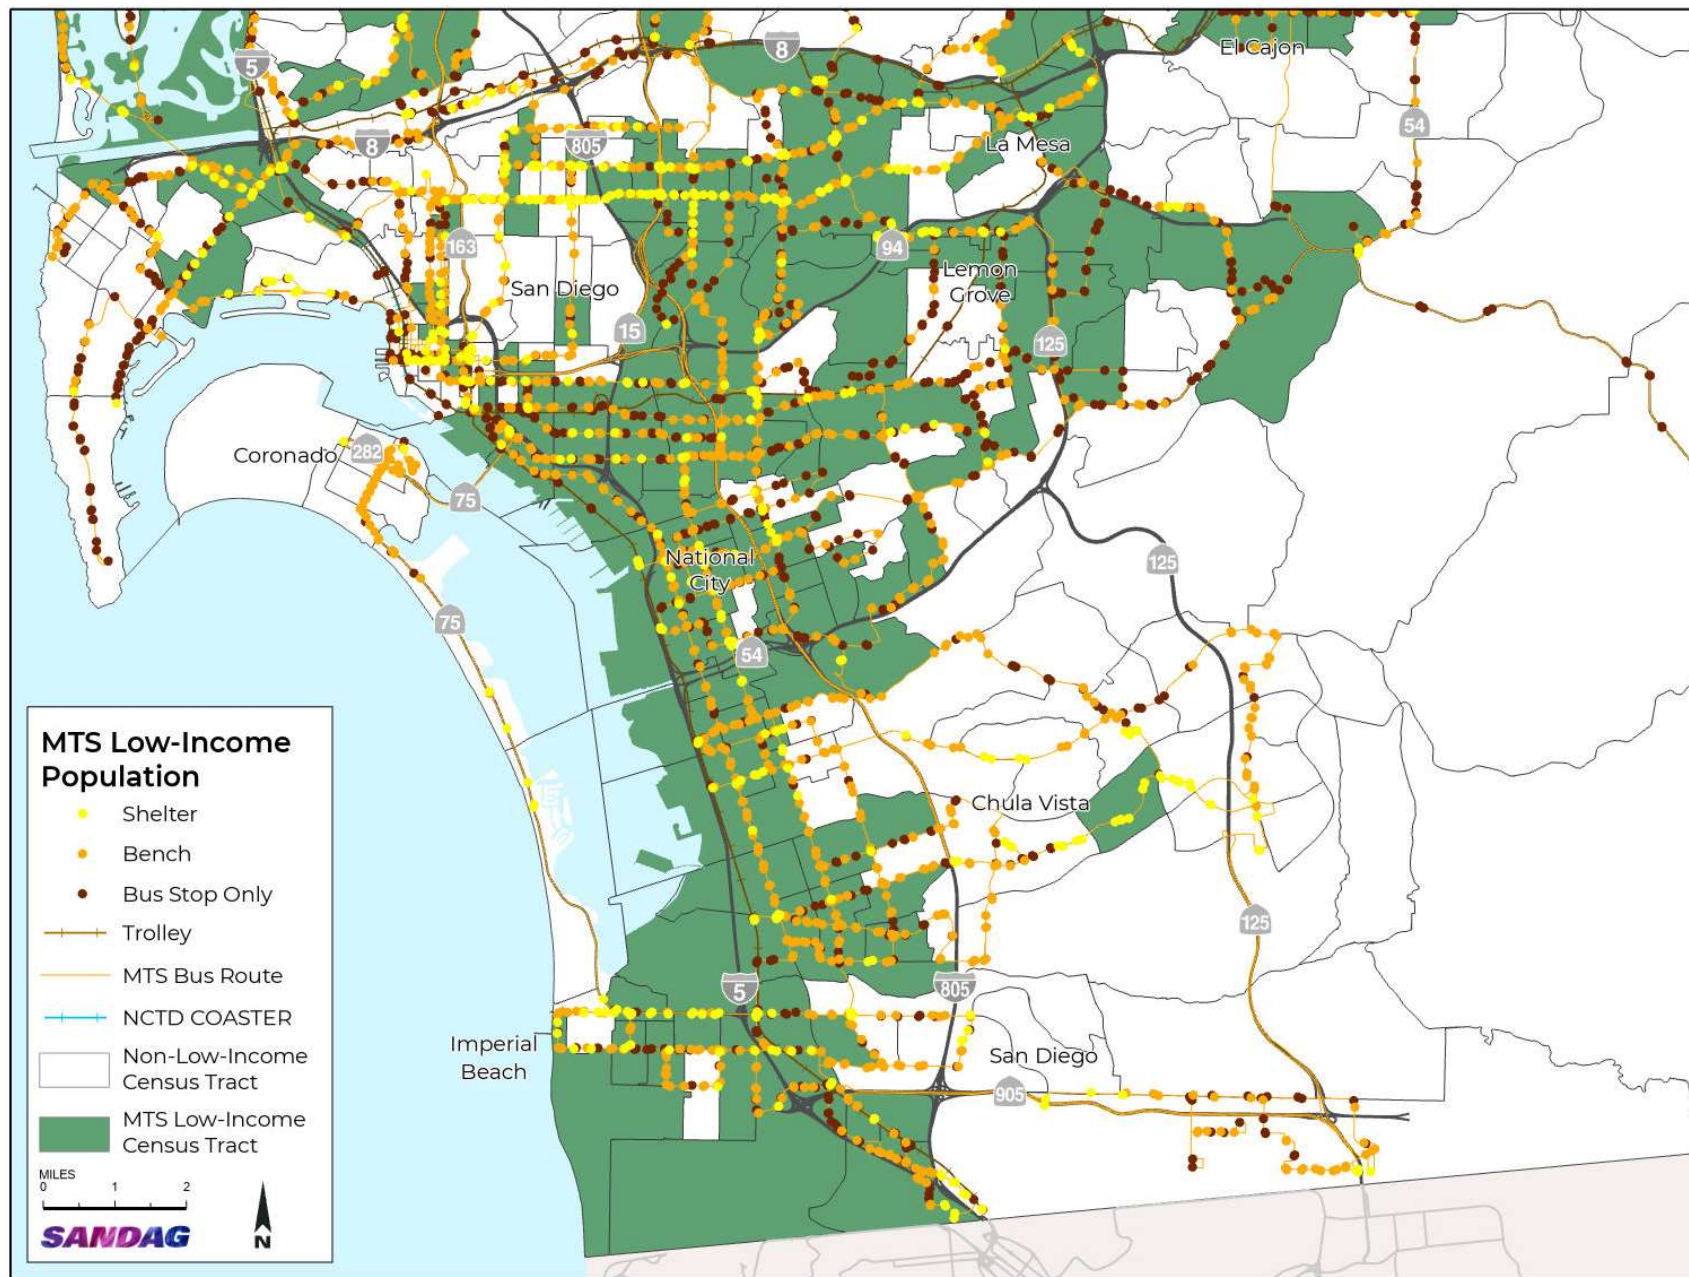 El Cajon
8
5
54
8
805
La Mesa
163
94
Lemon
Grove
San Diego
15
125
Coronado
282
75
National
City
125
75
54
MTS Low-Income
Population
Shelter
Bench
Bus Stop Only
Trolley
MTS Bus Route
NCTD COASTER
Non-Low-Income
Census Tract
MTS Low-Income
Census Tract
MILES
0 1 2
SANDAG
N
Chula Vista
125
5
805
Imperial
Beach
San Diego
905